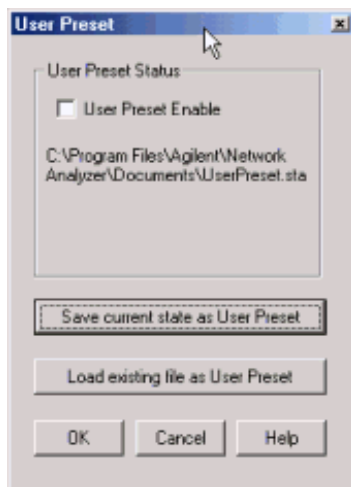 User Preset
User Preset Status
User Preset Enable
C:\Program Files\Agilent\Network
Analyzer\Documents\UserPreset.sta
Save current state as User Preset
Load existing file as User Preset
OK Cancel Help